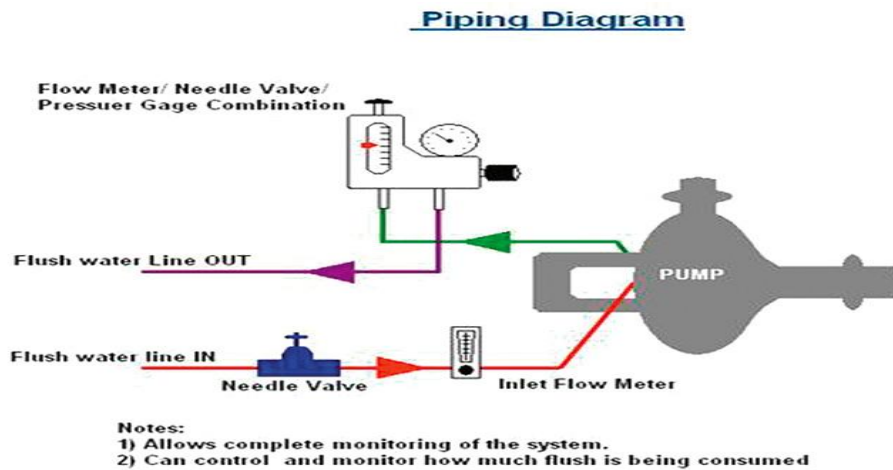 Piping Diagram
Flow Meter/ Needle Valve/
Pressuer Gage Combination
Flush water Line OUT
PUMP
Flush water line IN
Needle Valve
Inlet Flow Meter
Notes:
1) Allows complete monitoring of the system.
2) Can control and monitor how much flush is being consumed